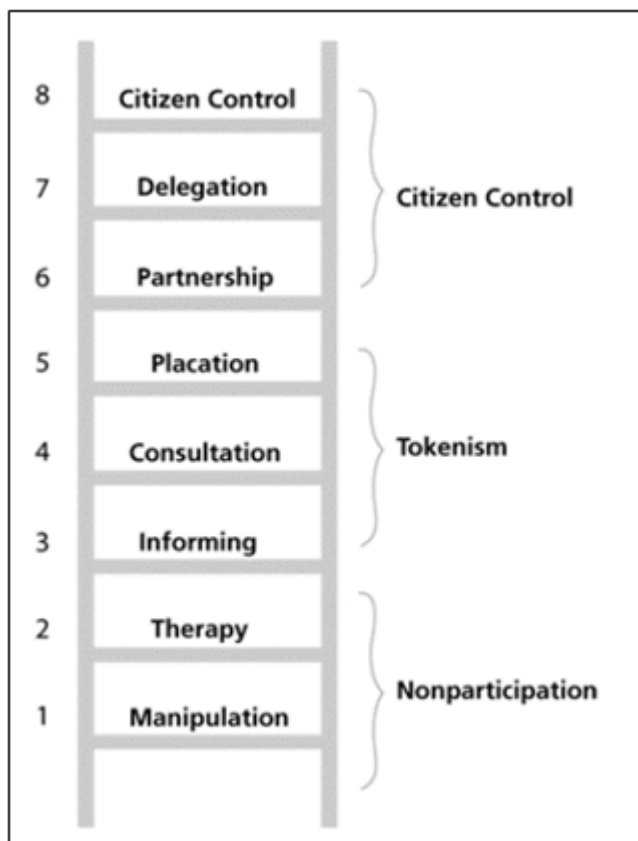 8 Citizen Control
7 Delegation
Citizen Control
6 Partnership
5 Placation
4 Consultation
Tokenism
3 Informing
2 Therapy
Nonparticipation
1 Manipulation